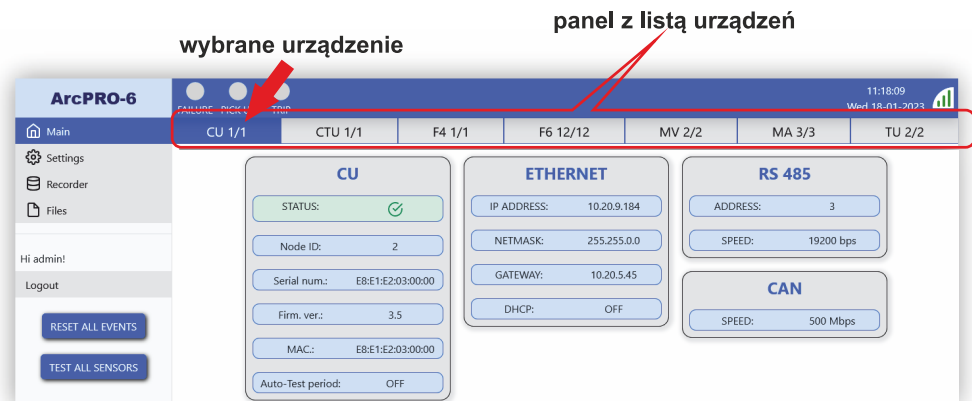 panel z listą urządzeń
wybrane urządzenie
ArcPRO-6
FAILURE PICK U TRIP
11:18:09
Wed 18-01-2023
Main
Settings
Recorder
Files
Hi admin!
Logout
RESET ALL EVENTS
TEST ALL SENSORS
CU 1/1 CTU 1/1 F4 1/1 F6 12/12 MV 2/2 MA 3/3 TU 2/2
CU
STATUS:
Node ID: 2
Serial num.: E8:E1:E2:03:00:00
Firm. ver.: 3.5
MAC.: E8:E1:E2:03:00:00
Auto-Test period: OFF
ETHERNET
IP ADDRESS: 10.20.9.184
NETMASK: 255.255.0.0
GATEWAY: 10.20.5.45
DHCP: OFF
RS 485
ADDRESS: 3
SPEED: 19200 bps
CAN
SPEED: 500 Mbps